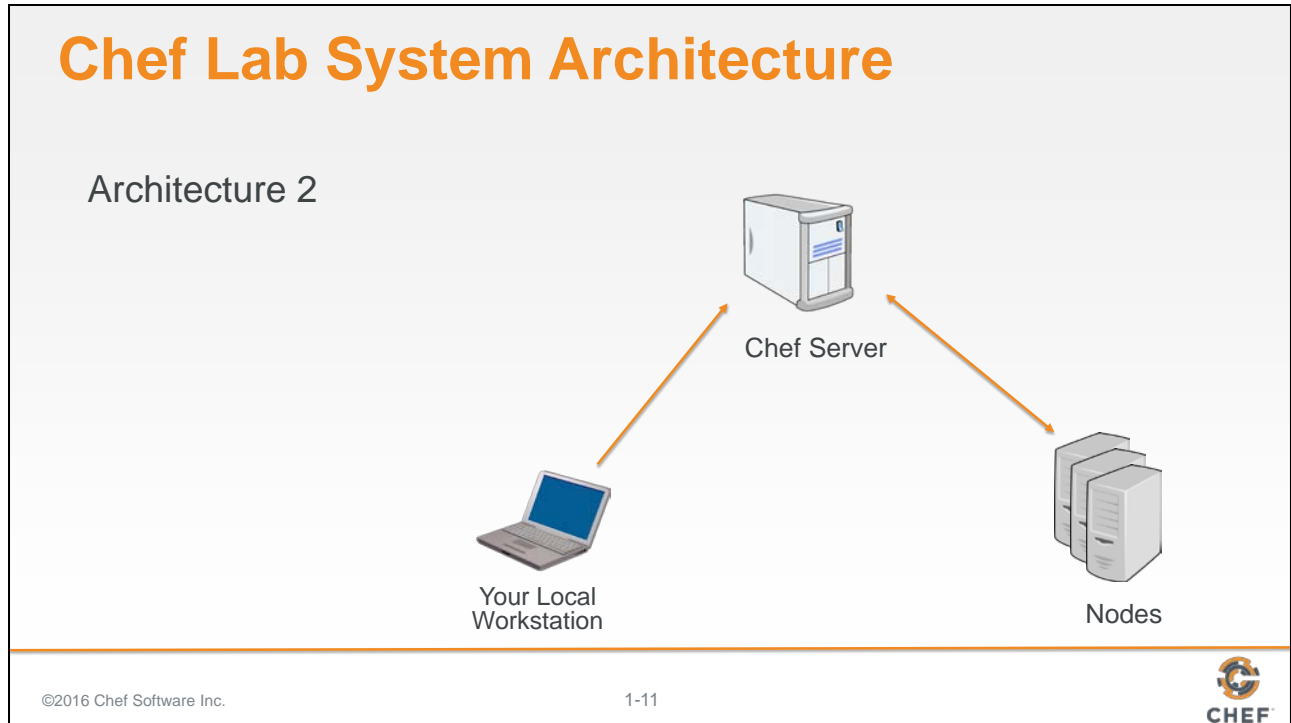 Chef Lab System Architecture
Architecture 2
Chef Server
Your Local
Workstation
Nodes
©2016 Chef Software Inc.
1-11
CHEF